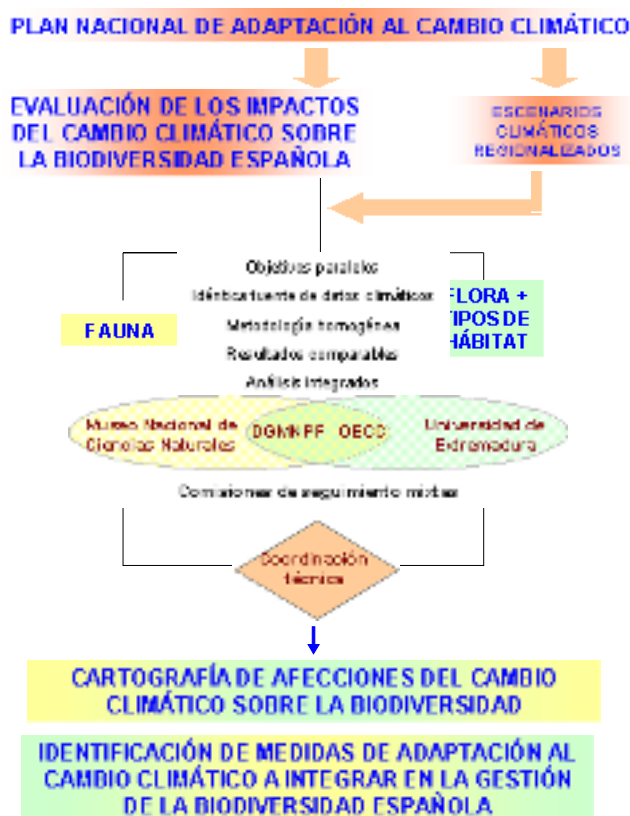 PLAN NACIONAL DE ADAPTACIÓN AL CAMBIO CLIMÁTICO
EVALUACIÓN DE LOS IMPACTOS
DEL CAMBIO CLIMÁTICO SOBRE
LA BIODIVERSIDAD ESPAÑOLA
ESCENARIOS
CLIMÁTICOS
REGIONALIZADOS
Objetivos paralelos
Idéntica fuente de datos climáticos
Metodología homogénea
Resultados comparables
Análisis integrados
FAUNA
FLORA +
TIPOS DE
HÁBITAT
Museo Nacional de
Ciencias Naturales
DGMNPF OECC
Universidad de
Extremadura
Comisiones de seguimiento mixtas
Coordinación
técnica
CARTOGRAFÍA DE AFECCIONES DEL CAMBIO
CLIMÁTICO SOBRE LA BIODIVERSIDAD
IDENTIFICACIÓN DE MEDIDAS DE ADAPTACIÓN AL
CAMBIO CLIMÁTICO A INTEGRAR EN LA GESTIÓN
DE LA BIODIVERSIDAD ESPAÑOLA